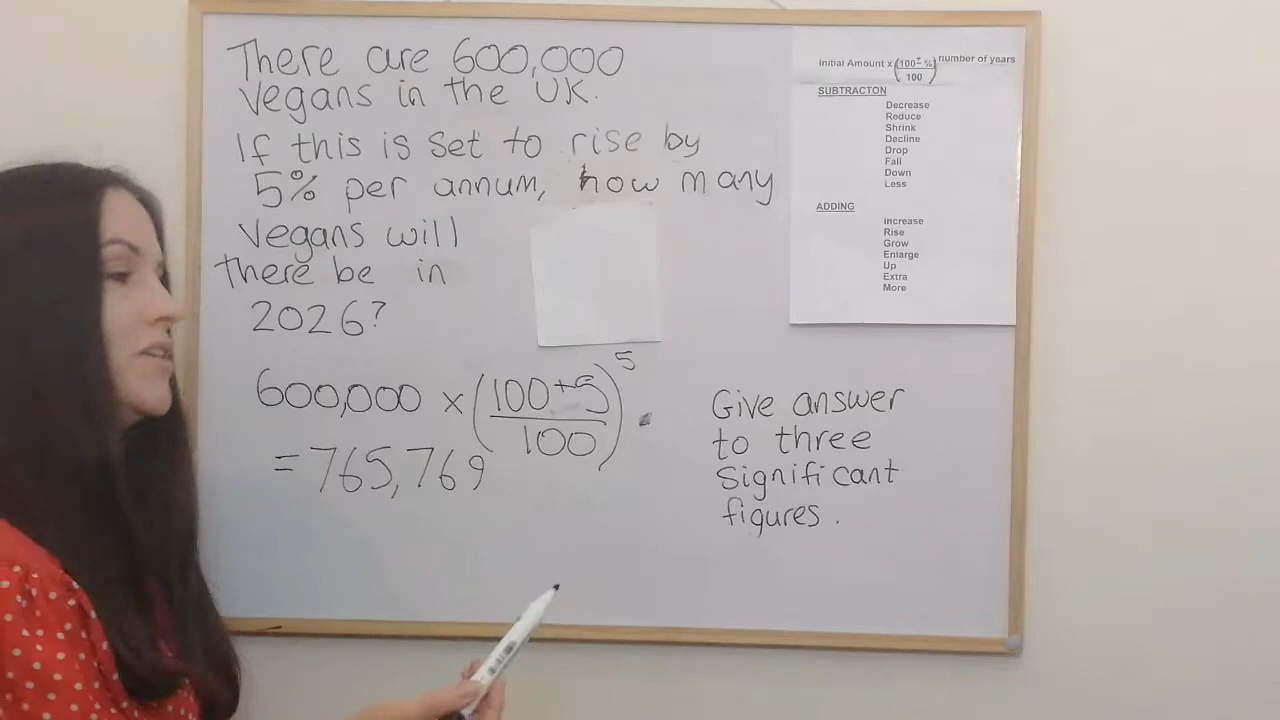 There are 600,000
vegans in the UK.
If this is set to rise by
5% per annum, how many
vegans will
there be in
2026?
600,000 × (100+5/100)^5
= 765,769
Give answer
to three
significant
figures.
Initial Amount x (100± %/100) number of years
SUBTRACTON
Decrease
Reduce
Shrink
Decline
Drop
Fall
Down
Less
ADDING
Increase
Rise
Grow
Enlarge
Up
Extra
More